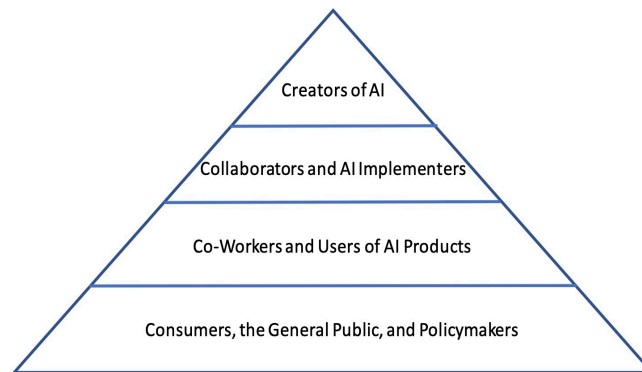 Creators of AI
Collaborators and AI Implementers
Co-Workers and Users of AI Products
Consumers, the General Public, and Policymakers